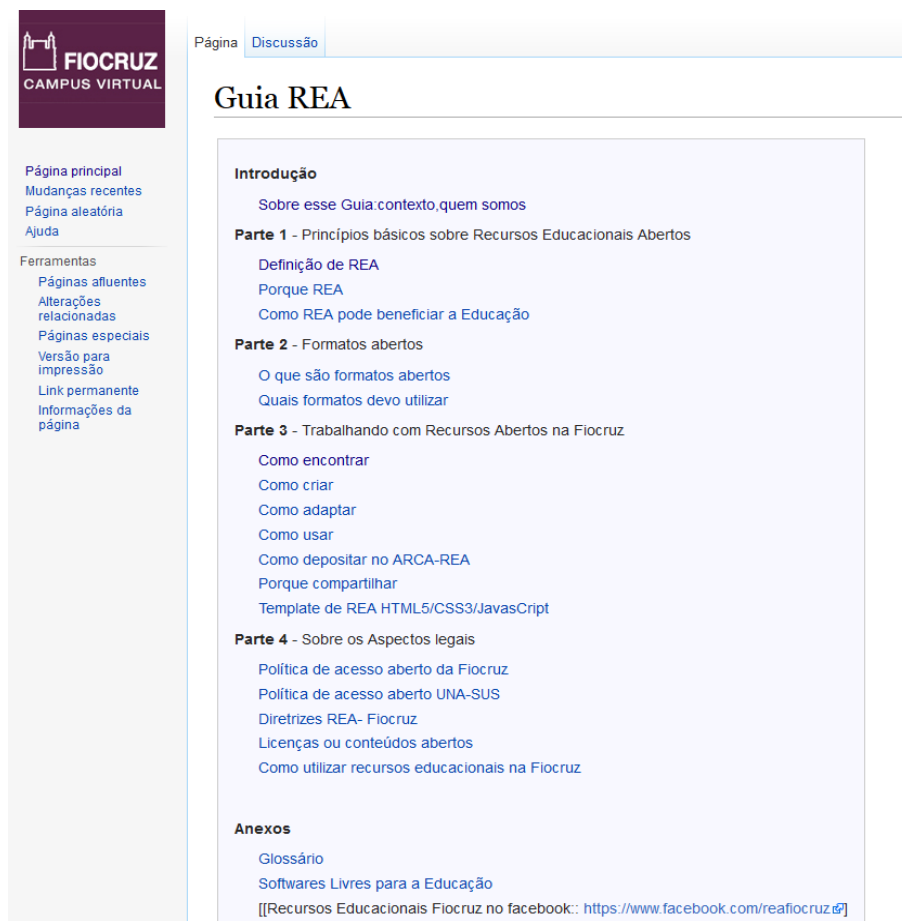 FIOCRUZ
CAMPUS VIRTUAL
Página principal
Mudanças recentes
Página aleatória
Ajuda
Ferramentas
Páginas afluentes
Alterações
relacionadas
Páginas especiais
Versão para
impressão
Link permanente
Informações da
página
Página Discussão
Guia REA
Introdução
Sobre esse Guia:contexto,quem somos
Parte 1 - Princípios básicos sobre Recursos Educacionais Abertos
Definição de REA
Porque REA
Como REA pode beneficiar a Educação
Parte 2 - Formatos abertos
O que são formatos abertos
Quais formatos devo utilizar
Parte 3 - Trabalhando com Recursos Abertos na Fiocruz
Como encontrar
Como criar
Como adaptar
Como usar
Como depositar no ARCA-REA
Porque compartilhar
Template de REA HTML5/CSS3/JavasCript
Parte 4 - Sobre os Aspectos legais
Política de acesso aberto da Fiocruz
Política de acesso aberto UNA-SUS
Diretrizes REA- Fiocruz
Licenças ou conteúdos abertos
Como utilizar recursos educacionais na Fiocruz
Anexos
Glossário
Softwares Livres para a Educação
[[Recursos Educacionais Fiocruz no facebook:: https://www.facebook.com/reafiocruz]